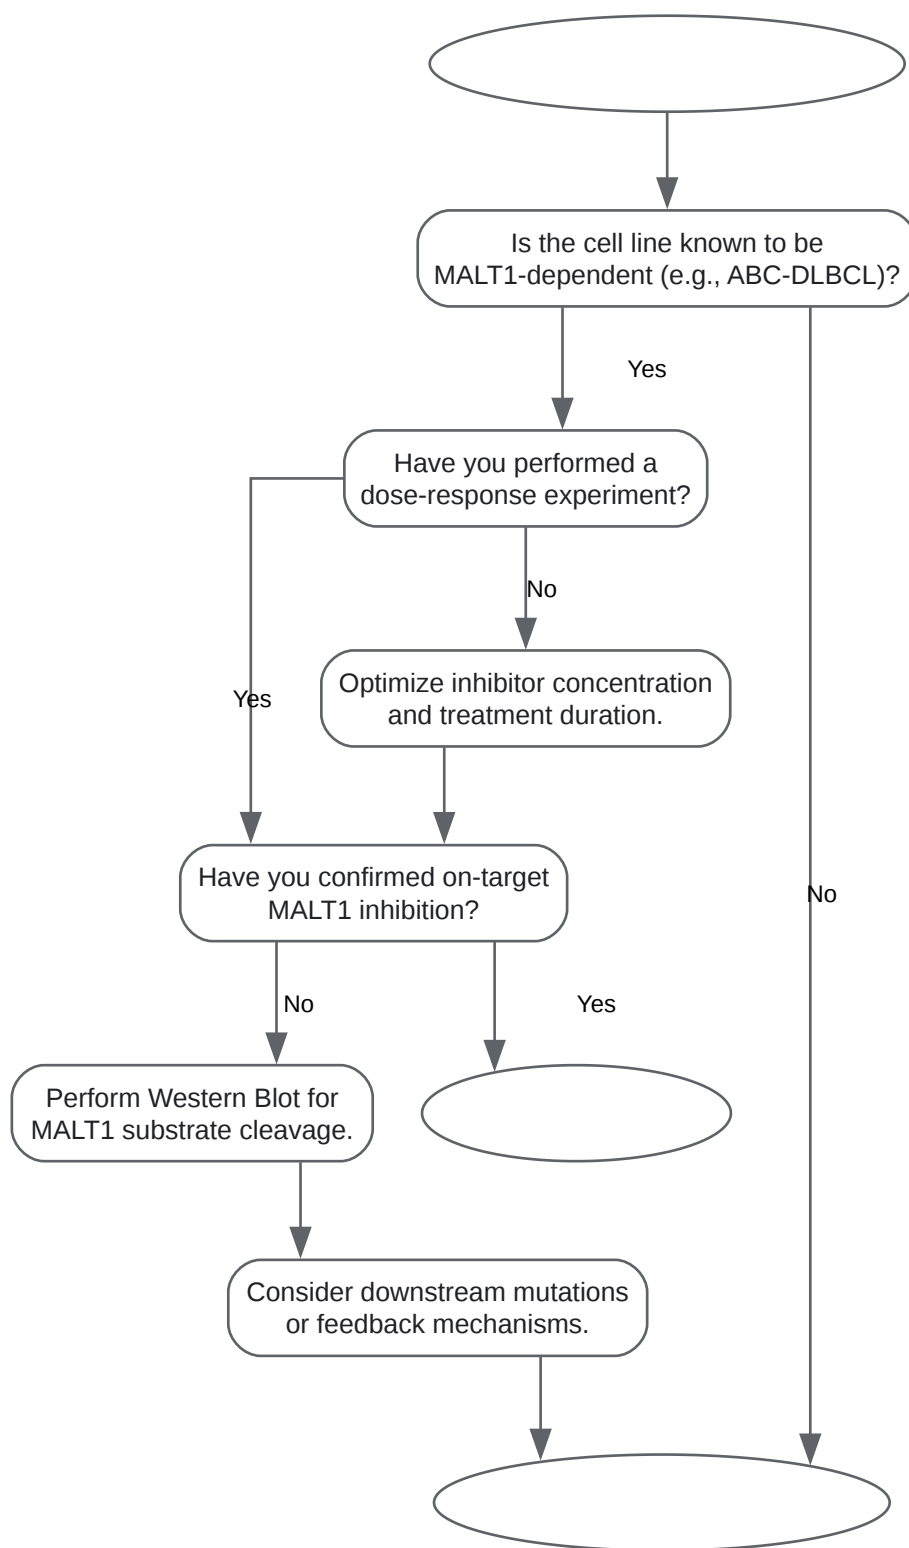 Is the cell line known to be
MALT1-dependent (e.g., ABC-DLBCL)?
Yes
Have you performed a
dose-response experiment?
No
Optimize inhibitor concentration
and treatment duration.
Yes
Have you confirmed on-target
MALT1 inhibition?
No
No
Yes
Perform Western Blot for
MALT1 substrate cleavage.
Consider downstream mutations
or feedback mechanisms.